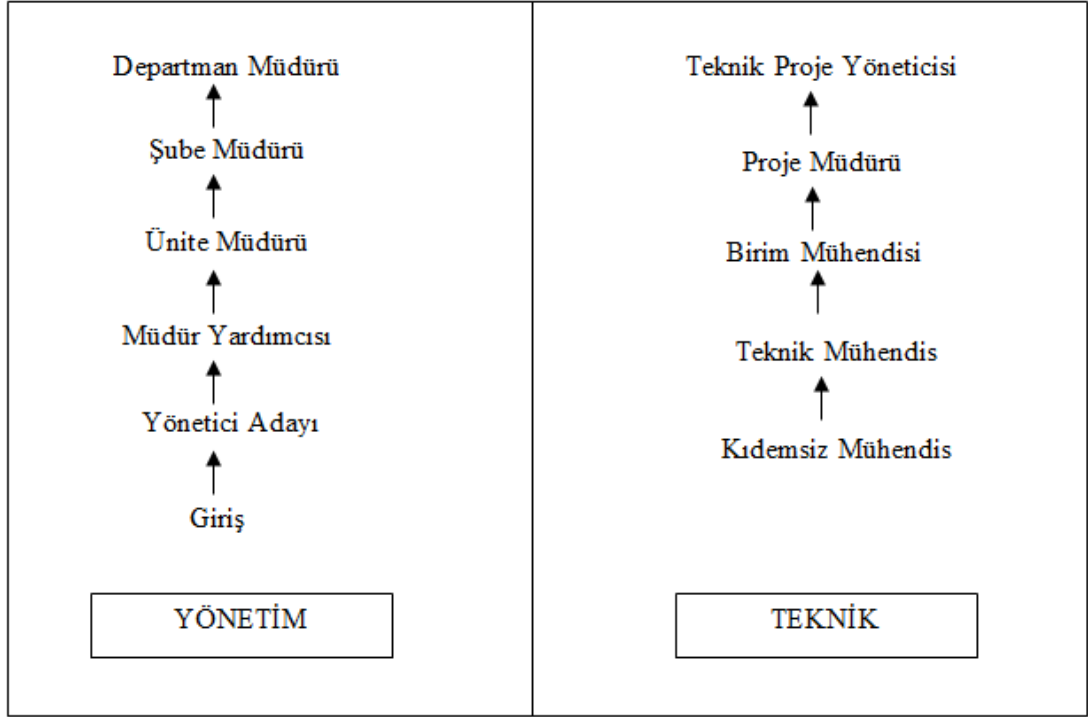 Departman Müdürü
Şube Müdürü
Ünite Müdürü
Müdür Yardımcısı
Yönetici Adayı
Giriş
YÖNETİM
Teknik Proje Yöneticisi
Proje Müdürü
Birim Mühendisi
Teknik Mühendis
Kıdemsiz Mühendis
TEKNİK